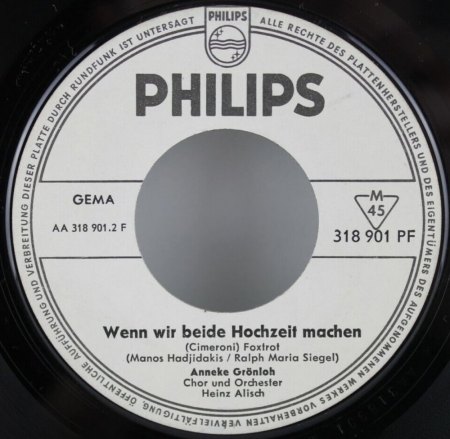 ALLE RECHTE DES PLATTENHERSTELLERS UND DES EIGENTÜMERS DES AUFGENOMMENEN WERKES VORBEHALTEN VERVIELFÄLTIGUNG, ÖFFENTLICHE AUFFÜHRUNG UND VERBREITUNG DIESER PLATTE DURCH RUNDFUNK IST UNTERSAGT
PHILIPS
PHILIPS
GEMA
AA 318 901.2 F
M
45
318 901 PF
Wenn wir beide Hochzeit machen
(Cimeroni) Foxtrot
(Manos Hadjidakis / Ralph Maria Siegel)
Anneke Grönloh
Chor und Orchester
Heinz Alisch